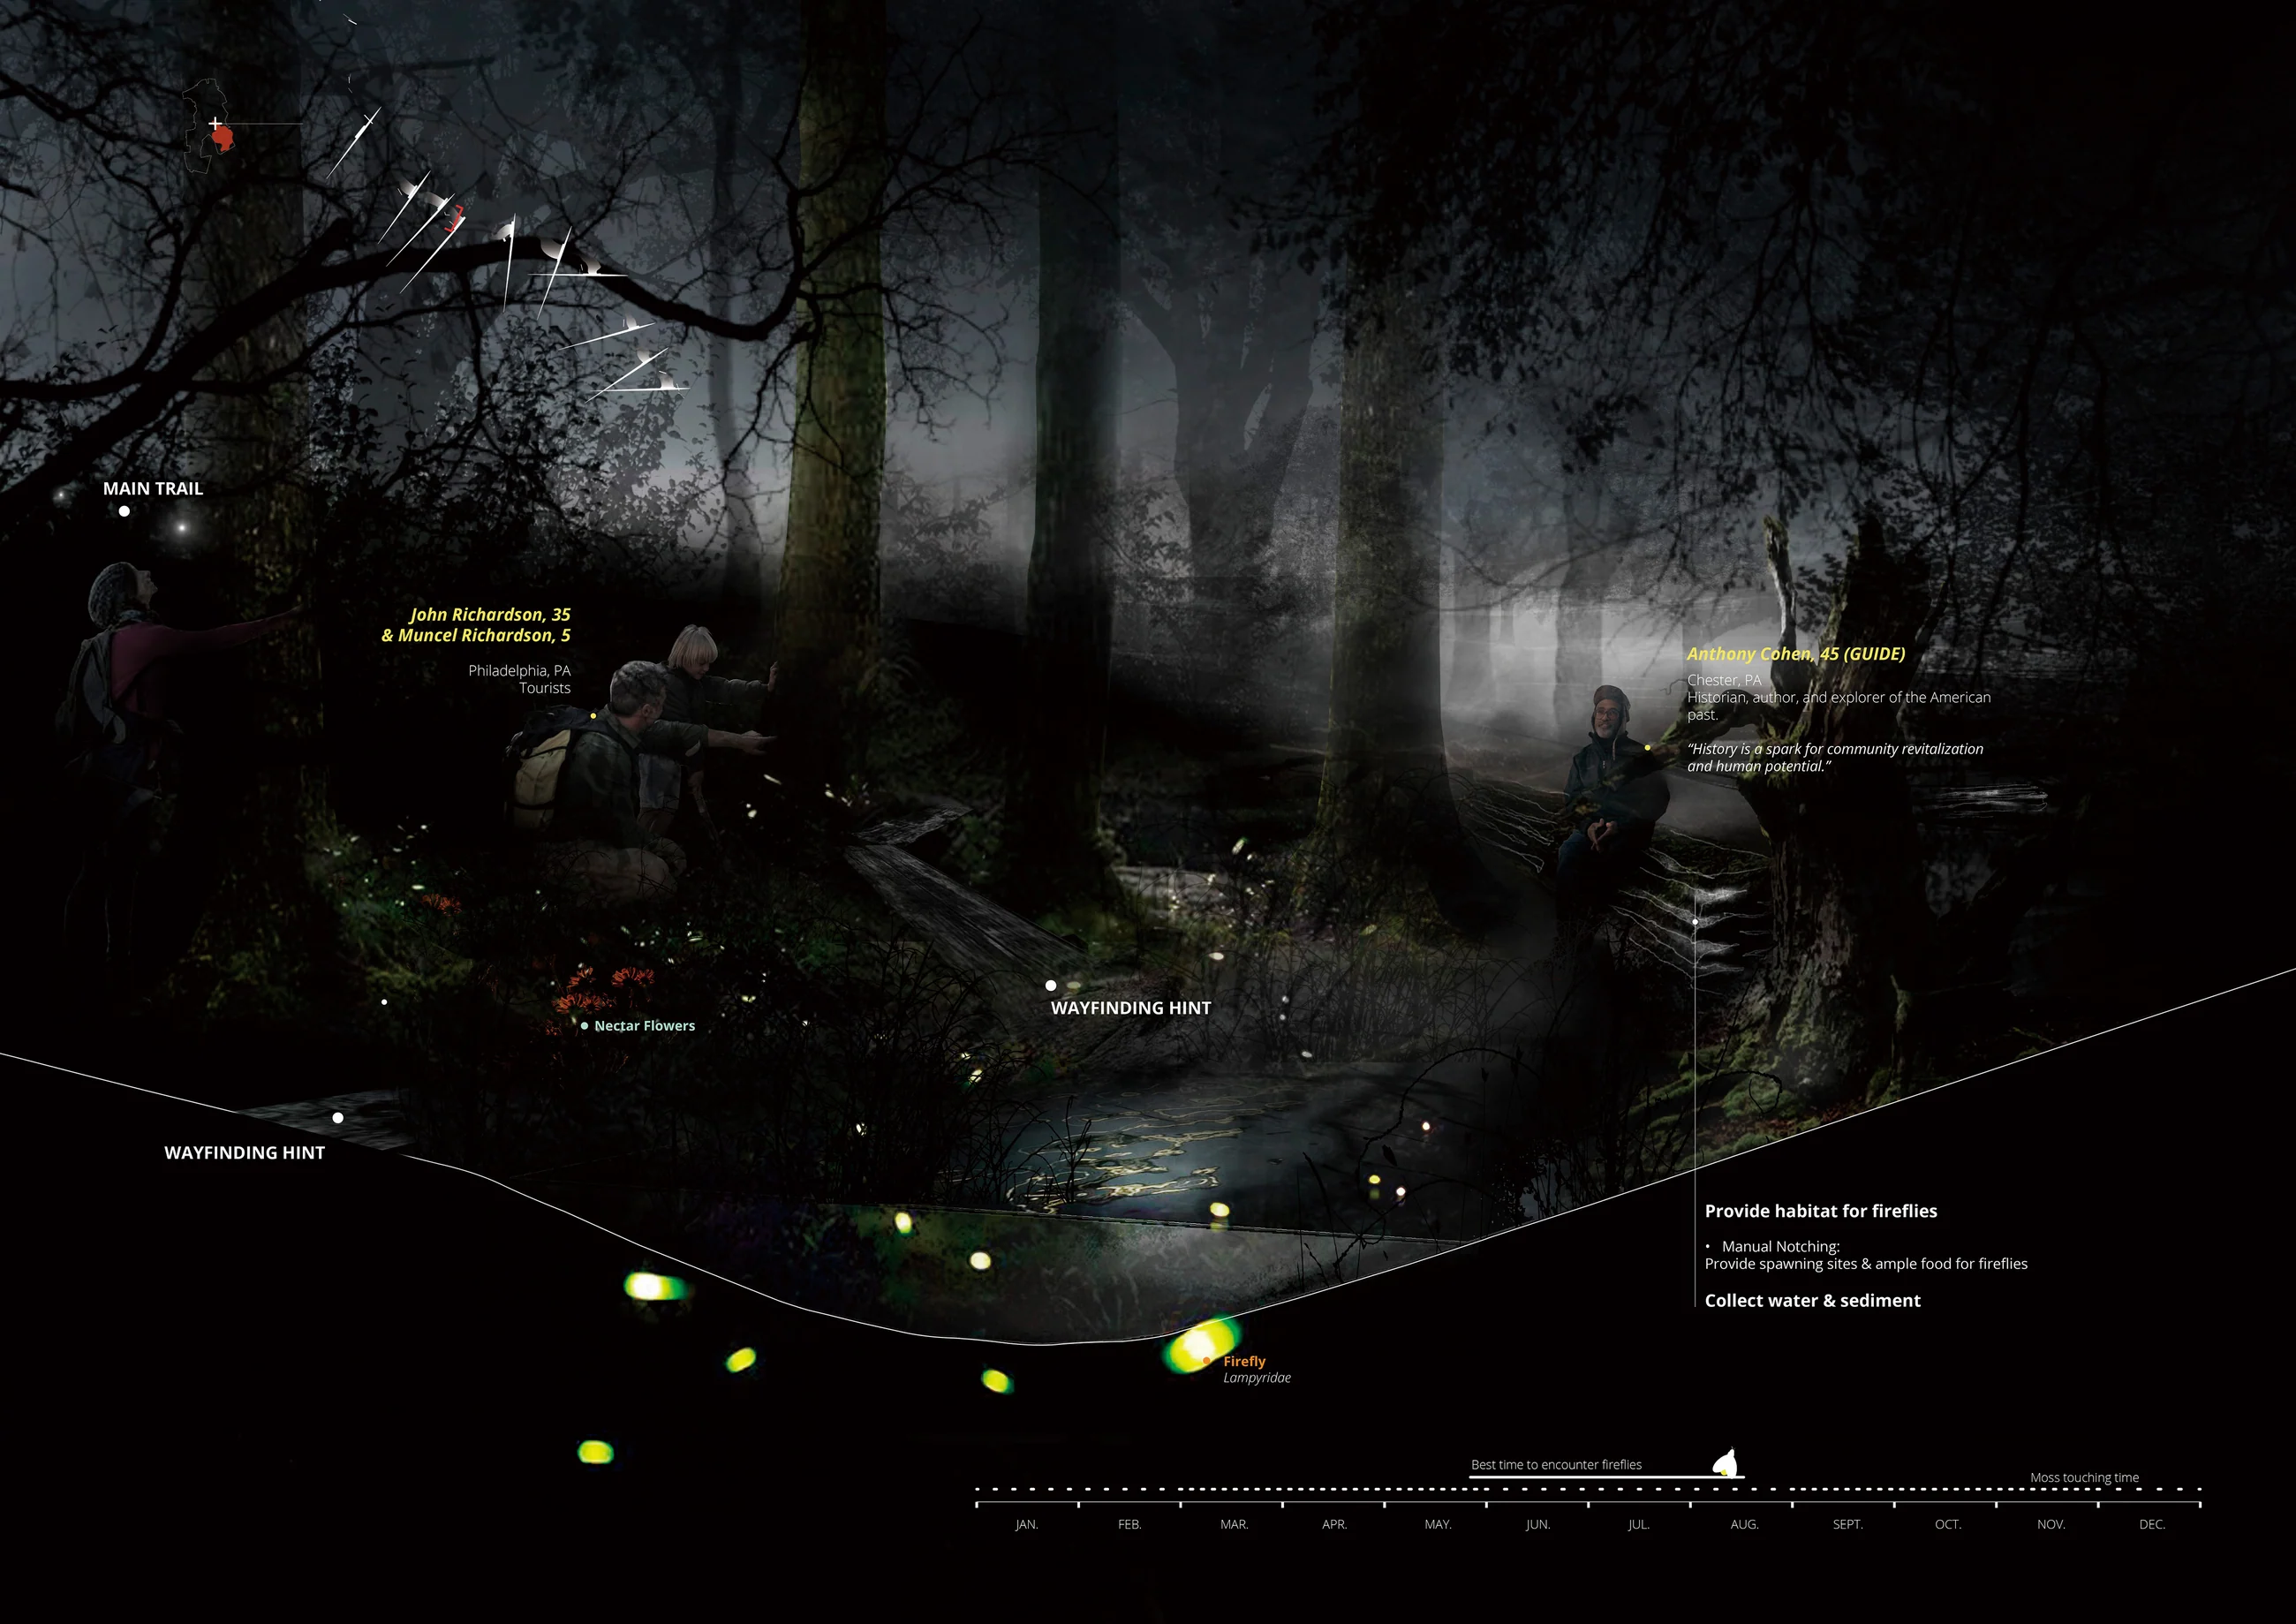 MAIN TRAIL
John Richardson, 35
& Muncel Richardson, 5
Philadelphia, PA
Tourists
Anthony Cohen, 45 (GUIDE)
Chester, PA
Historian, author, and explorer of the American
past.
“History is a spark for community revitalization
and human potential.”
WAYFINDING HINT
Nectar Flowers
WAYFINDING HINT
Provide habitat for fireflies
• Manual Notching:
Provide spawning sites & ample food for fireflies
Collect water & sediment
Firefly
Lampyridae
Best time to encounter fireflies
Moss touching time
JAN. FEB. MAR. APR. MAY. JUN. JUL. AUG. SEPT. OCT. NOV. DEC.